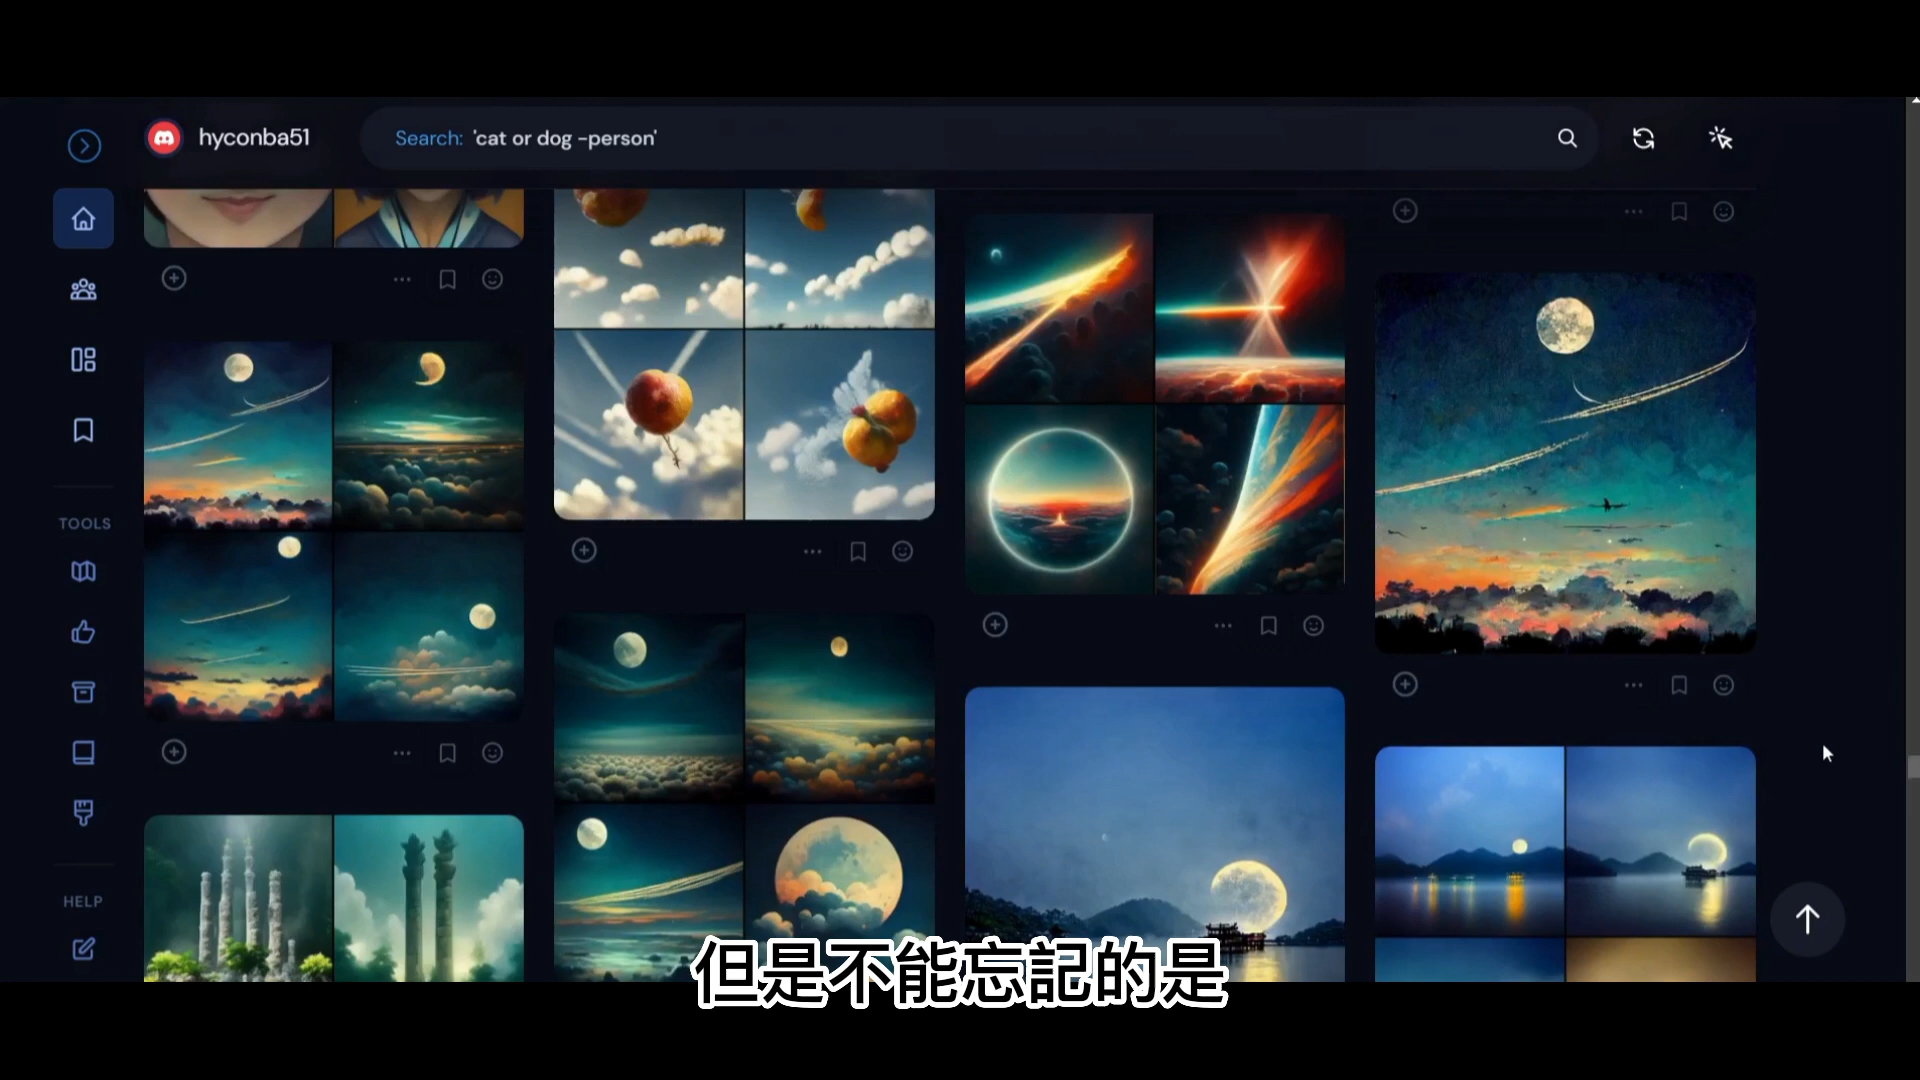 hyconba51
Search: 'cat or dog -person'
TOOLS
HELP
但是不能忘記的是